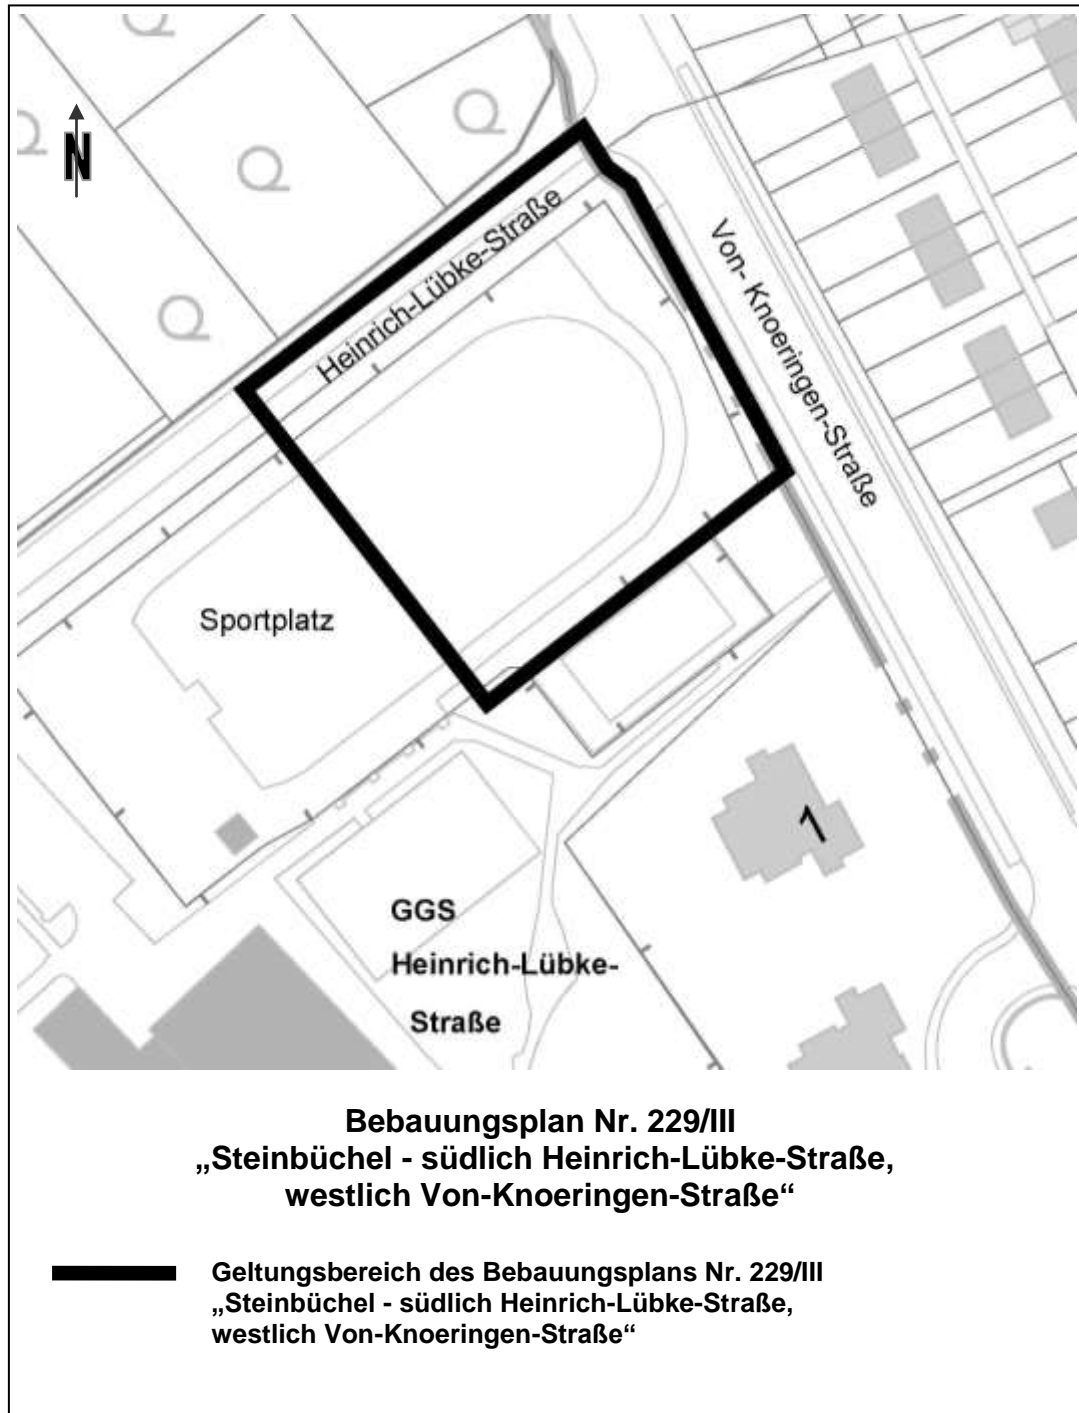 N
Heinrich-Lübke-Straße
Von- Knoeringen-Straße
Sportplatz
1
GGS
Heinrich-Lübke-
Straße
Bebauungsplan Nr. 229/III
„Steinbüchel - südlich Heinrich-Lübke-Straße,
westlich Von-Knoeringen-Straße“
Geltungsbereich des Bebauungsplans Nr. 229/III
„Steinbüchel - südlich Heinrich-Lübke-Straße,
westlich Von-Knoeringen-Straße“